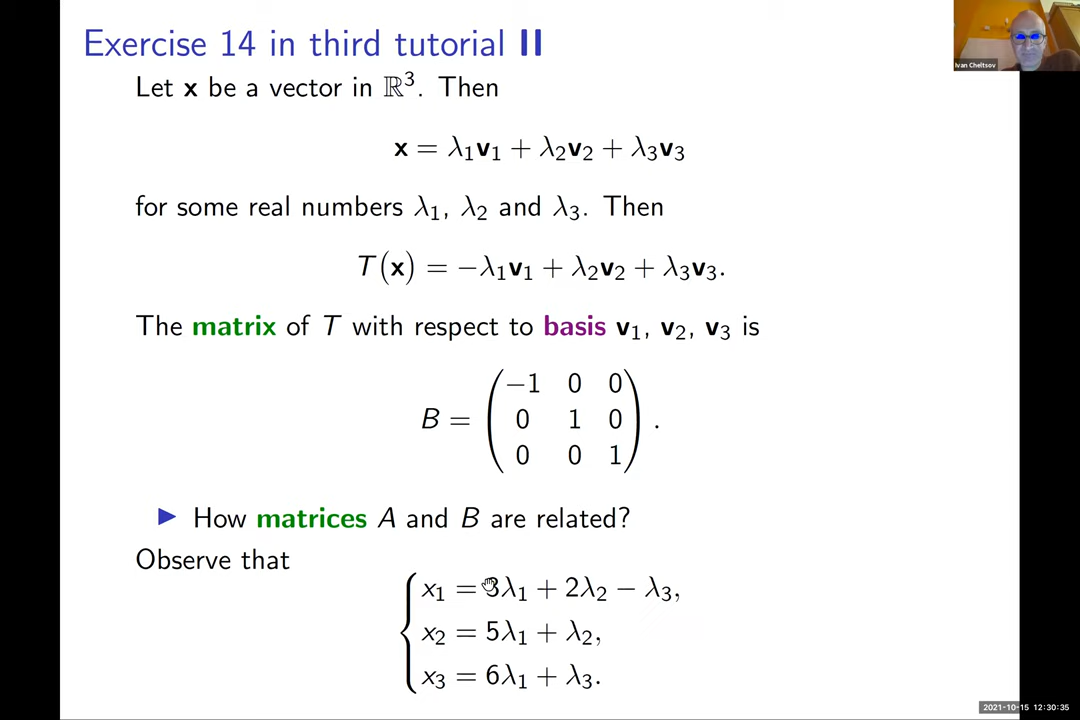 Exercise 14 in third tutorial II
Let x be a vector in ℝ³. Then
x = λ₁v₁ + λ₂v₂ + λ₃v₃
for some real numbers λ₁, λ₂ and λ₃. Then
T(x) = −λ₁v₁ + λ₂v₂ + λ₃v₃.
The matrix of T with respect to basis v₁, v₂, v₃ is
−1 0 0
B = 0 1 0 .
0 0 1
▶ How matrices A and B are related?
Observe that
x₁ = 3λ₁ + 2λ₂ − λ₃,
x₂ = 5λ₁ + λ₂,
x₃ = 6λ₁ + λ₃.
Ivan Cheltsov
2021-10-15 12:30:35